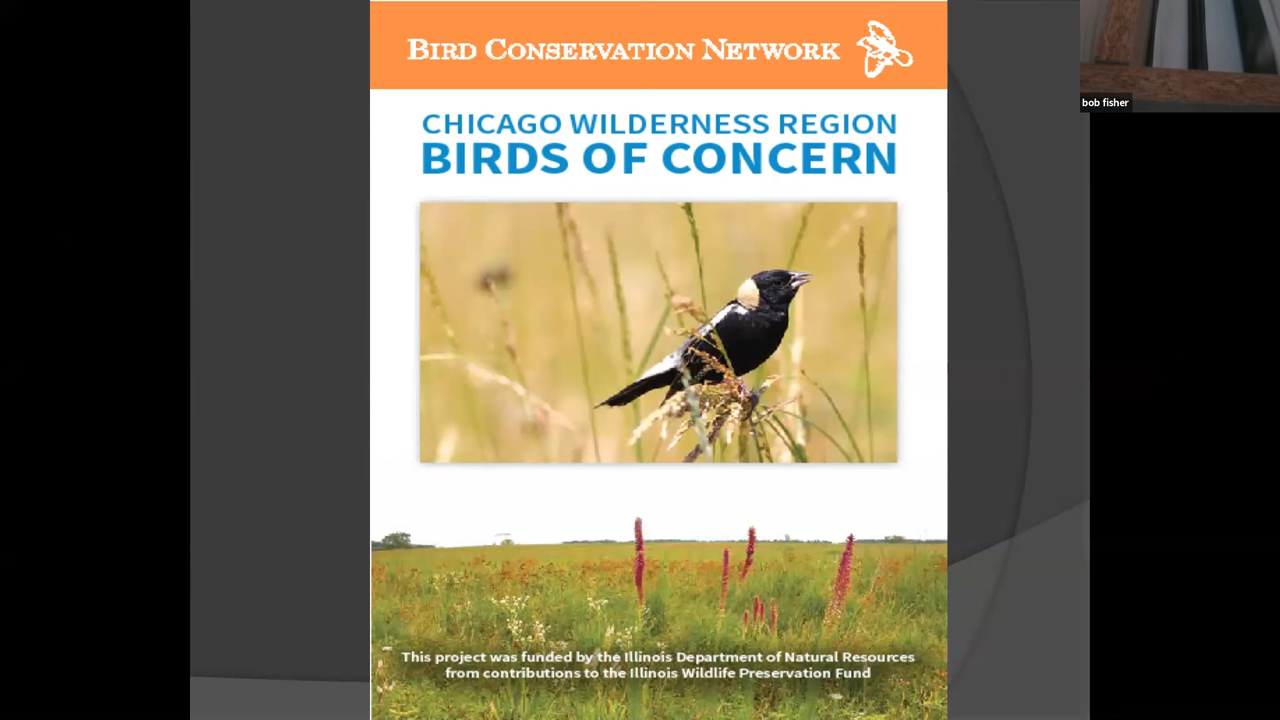 BIRD CONSERVATION NETWORK
CHICAGO WILDERNESS REGION
BIRDS OF CONCERN
This project was funded by the Illinois Department of Natural Resources
from contributions to the Illinois Wildlife Preservation Fund
bob fisher